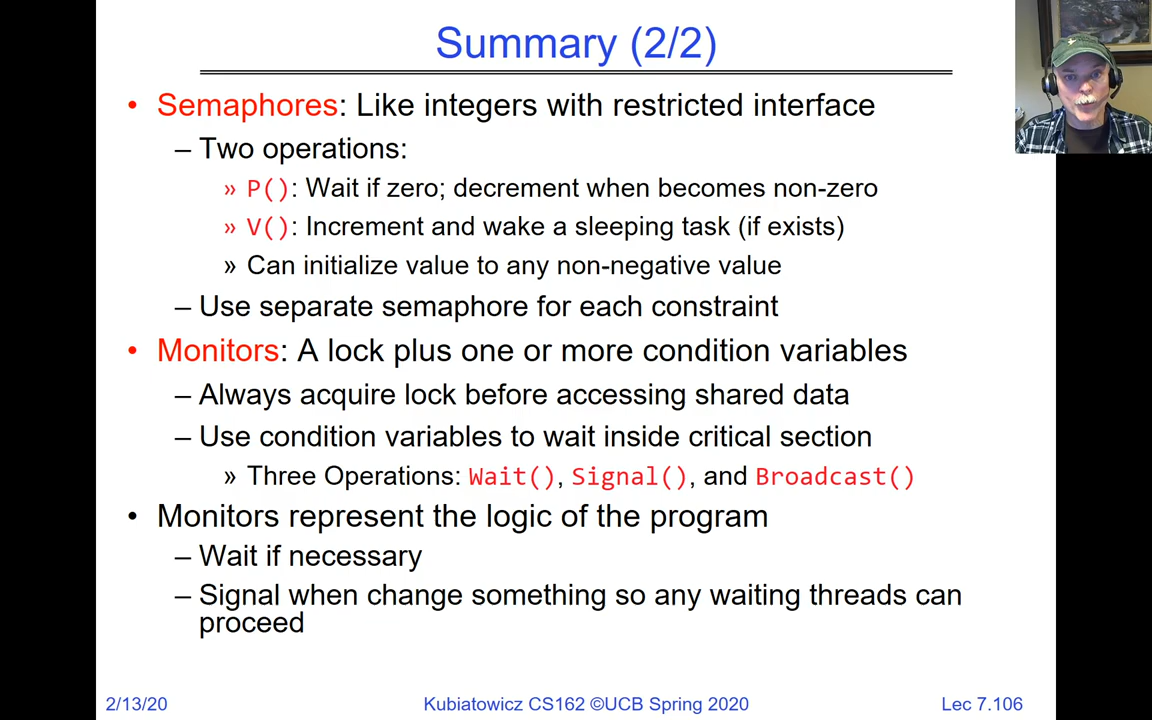 Summary (2/2)
• Semaphores: Like integers with restricted interface
– Two operations:
» P(): Wait if zero; decrement when becomes non-zero
» V(): Increment and wake a sleeping task (if exists)
» Can initialize value to any non-negative value
– Use separate semaphore for each constraint
• Monitors: A lock plus one or more condition variables
– Always acquire lock before accessing shared data
– Use condition variables to wait inside critical section
» Three Operations: Wait(), Signal(), and Broadcast()
• Monitors represent the logic of the program
– Wait if necessary
– Signal when change something so any waiting threads can
proceed
2/13/20
Kubiatowicz CS162 ©UCB Spring 2020
Lec 7.106